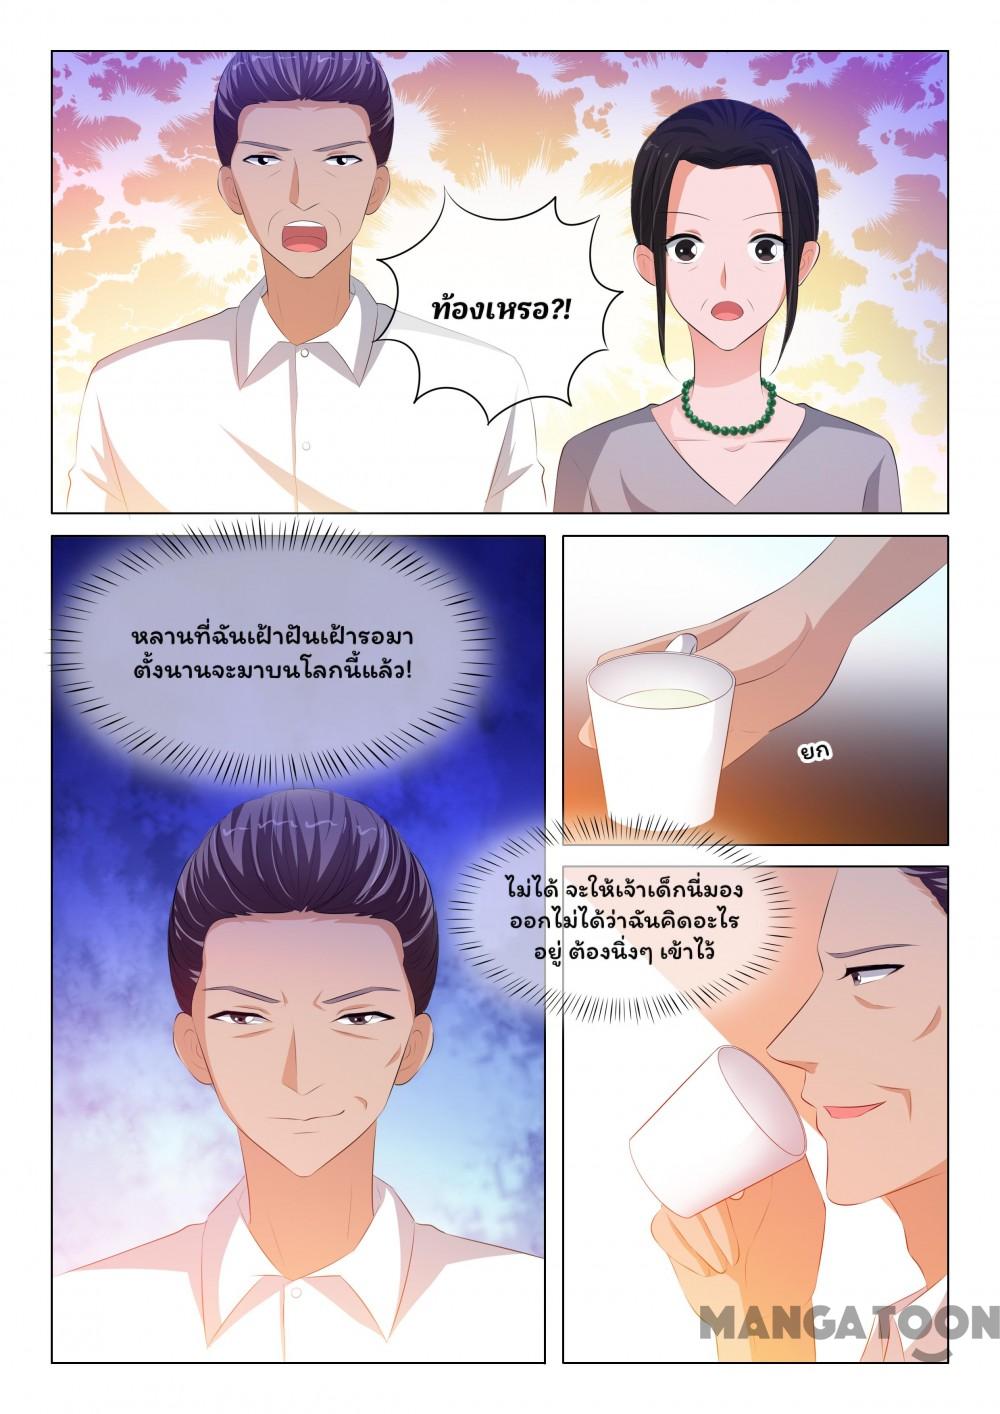 ท้องเหรอ?!
หลานที่ฉันเฝ้าฝันเฝ้ารอมา
ตั้งนานจะมาบนโลกนี้แล้ว!
ยก
ไม่ได้ จะให้เจ้าเด็กนี่มอง
ออกไม่ได้ว่าฉันคิดอะไร
อยู่ ต้องนิ่งๆ เข้าไว้
MANGATOON